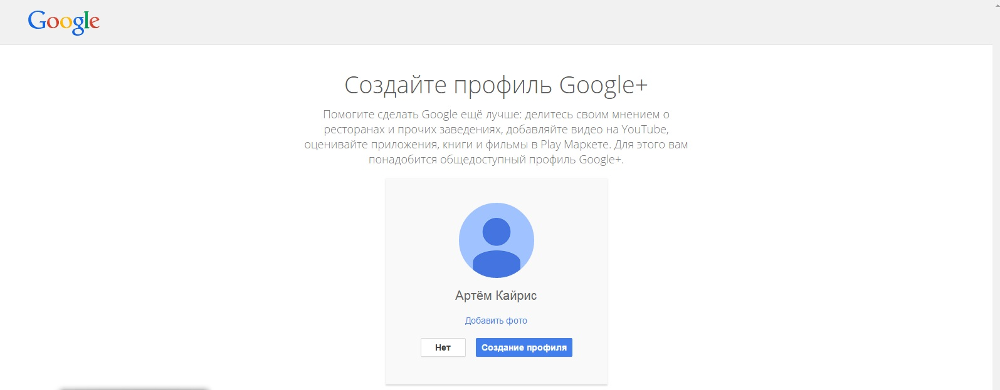 Google
Создайте профиль Google+
Помогите сделать Google ещё лучше: делитесь своим мнением о
ресторанах и прочих заведениях, добавляйте видео на YouTube,
оценивайте приложения, книги и фильмы в Play Маркете. Для этого вам
понадобится общедоступный профиль Google+.
Артём Кайрис
Добавить фото
Нет
Создание профиля